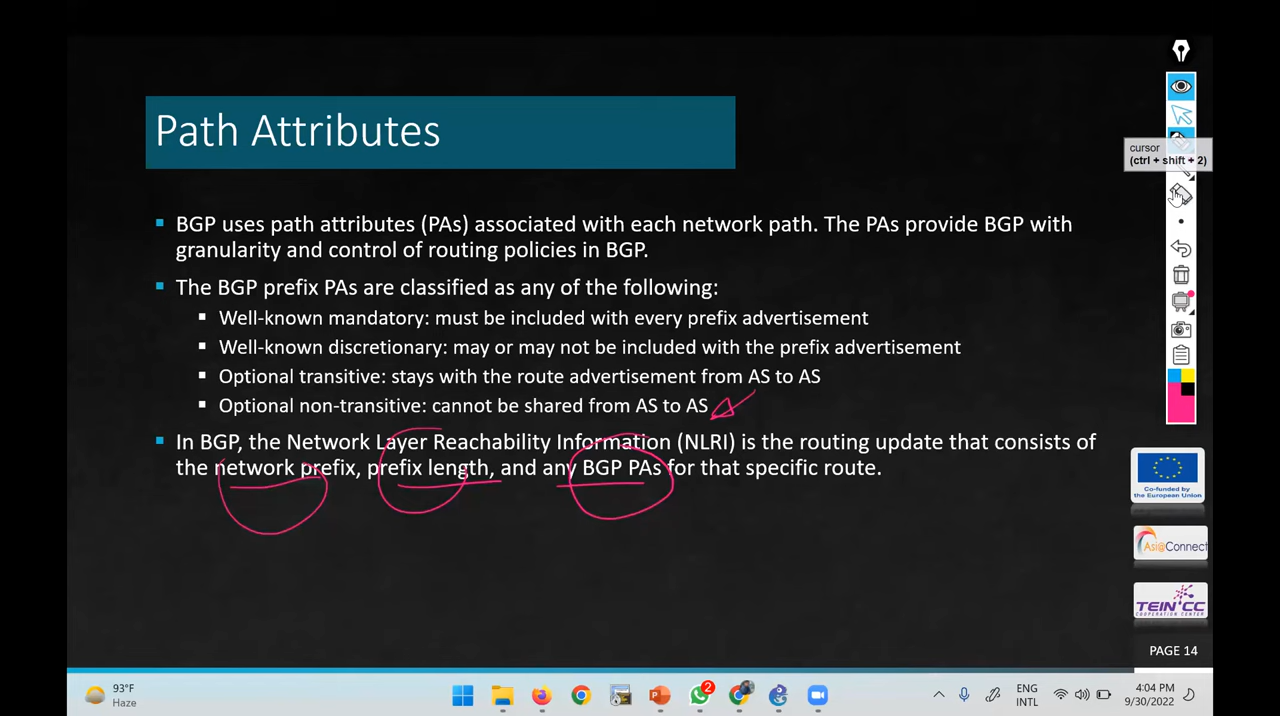 Path Attributes
cursor
(ctrl + shift + 2)
BGP uses path attributes (PAs) associated with each network path. The PAs provide BGP with
granularity and control of routing policies in BGP.
The BGP prefix PAs are classified as any of the following:
Well-known mandatory: must be included with every prefix advertisement
Well-known discretionary: may or may not be included with the prefix advertisement
Optional transitive: stays with the route advertisement from AS to AS
Optional non-transitive: cannot be shared from AS to AS
In BGP, the Network Layer Reachability Information (NLRI) is the routing update that consists of
the network prefix, prefix length, and any BGP PAs for that specific route.
Co-funded by
the European Union
Asi@Connect
TEIN*CC
COOPERATION CENTER
PAGE 14
93°F
Haze
2
ENG
INTL
4:04 PM
9/30/2022